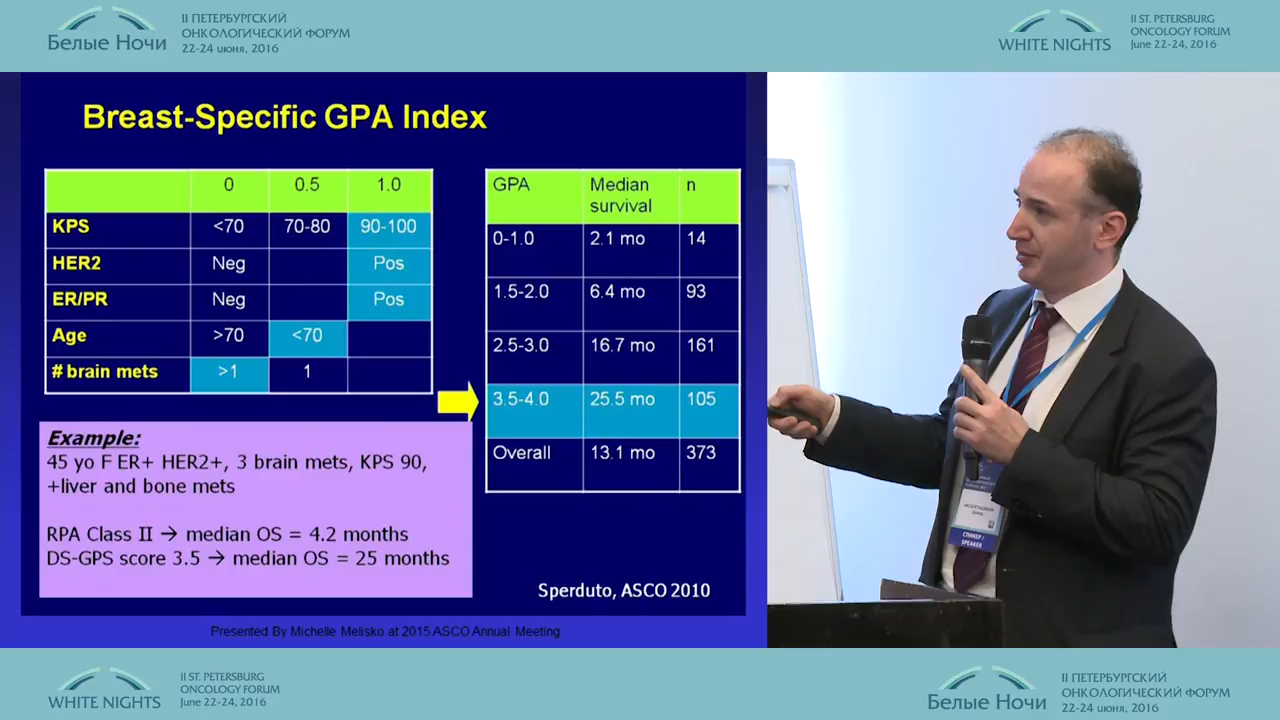 II ПЕТЕРБУРГСКИЙ
ОНКОЛОГИЧЕСКИЙ ФОРУМ
Белые Ночи
22-24 июня, 2016
WHITE NIGHTS
II ST. PETERSBURG
ONCOLOGY FORUM
June 22-24, 2016
Breast-Specific GPA Index
0 0.5 1.0
KPS <70 70-80 90-100
HER2 Neg Pos
ER/PR Neg Pos
Age >70 <70
# brain mets >1 1
GPA Median survival n
0-1.0 2.1 mo 14
1.5-2.0 6.4 mo 93
2.5-3.0 16.7 mo 161
3.5-4.0 25.5 mo 105
Overall 13.1 mo 373
Example:
45 yo F ER+ HER2+, 3 brain mets, KPS 90,
+liver and bone mets
RPA Class II → median OS = 4.2 months
DS-GPS score 3.5 → median OS = 25 months
Sperduto, ASCO 2010
Presented By Michelle Melisko at 2015 ASCO Annual Meeting
СПИКЕР /
SPEAKER
WHITE NIGHTS
II ST. PETERSBURG
ONCOLOGY FORUM
June 22-24, 2016
Белые Ночи
II ПЕТЕРБУРГСКИЙ
ОНКОЛОГИЧЕСКИЙ ФОРУМ
22-24 июня, 2016